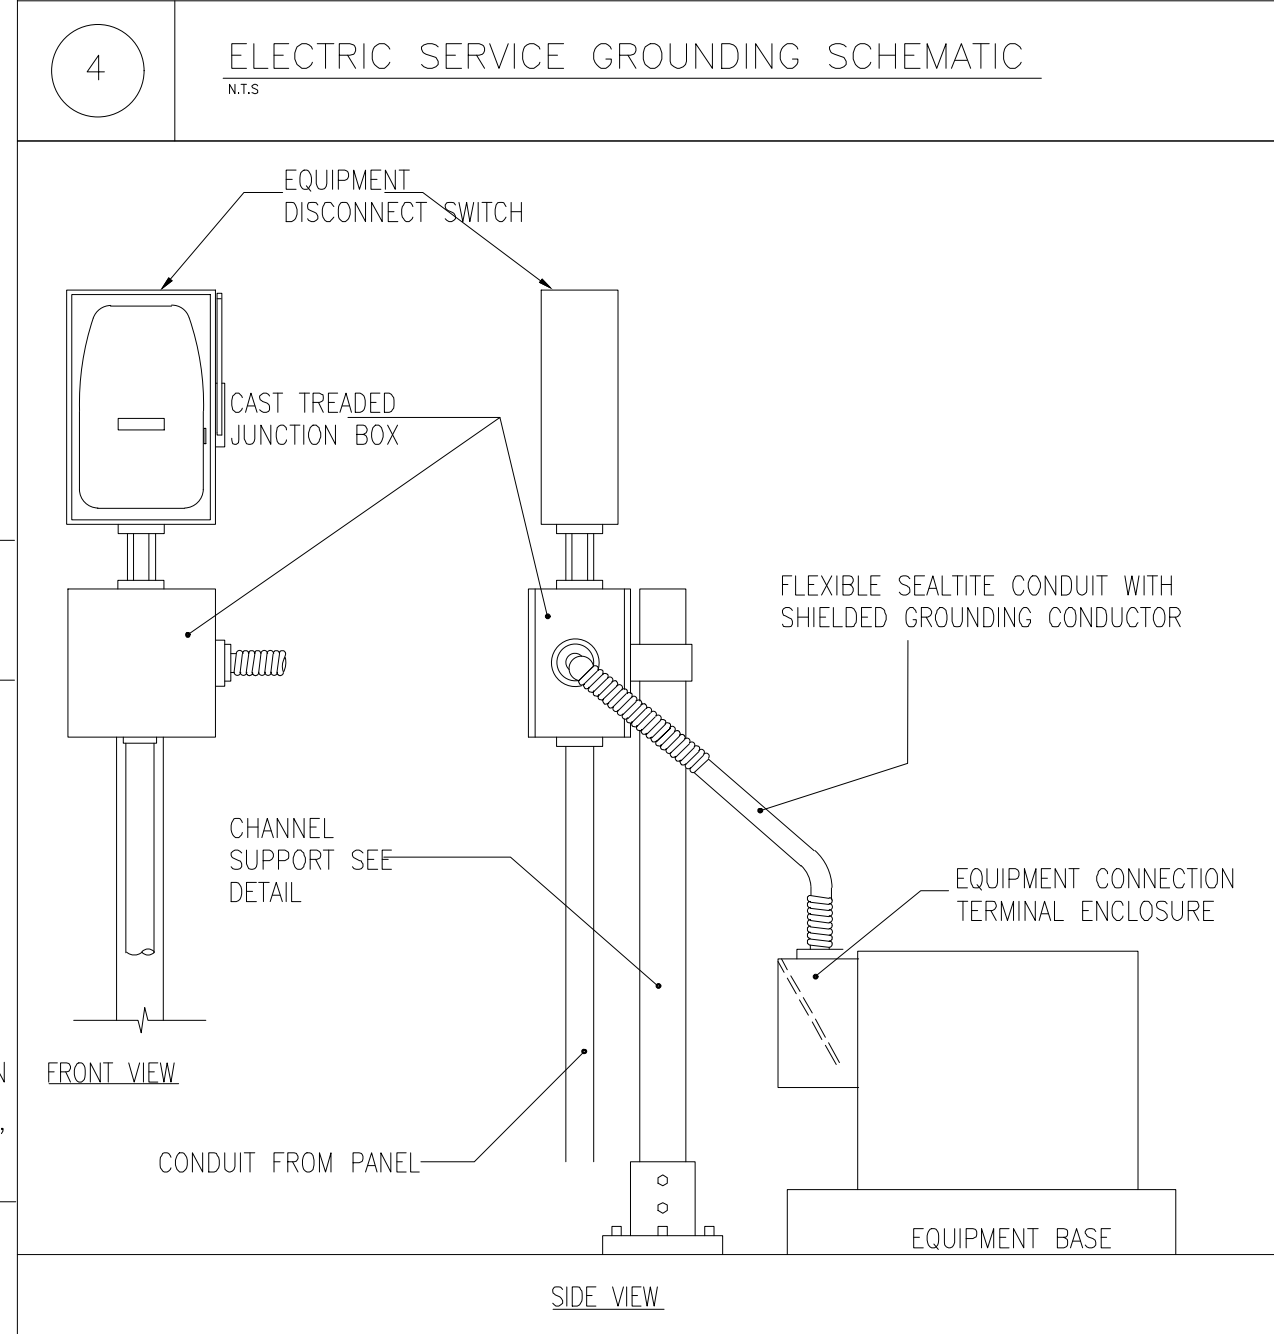 4
ELECTRIC SERVICE GROUNDING SCHEMATIC
N.T.S
EQUIPMENT
DISCONNECT SWITCH
CAST TREADED
JUNCTION BOX
FLEXIBLE SEALTITE CONDUIT WITH
SHIELDED GROUNDING CONDUCTOR
CHANNEL
SUPPORT SEE
DETAIL
EQUIPMENT CONNECTION
TERMINAL ENCLOSURE
N
FRONT VIEW
,
CONDUIT FROM PANEL
EQUIPMENT BASE
SIDE VIEW